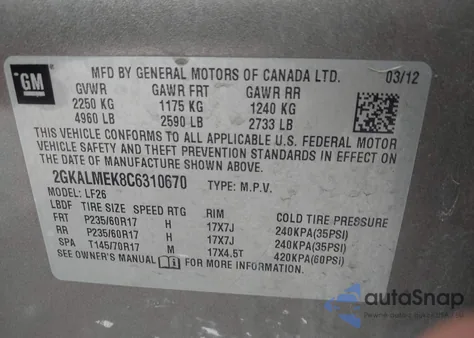 GM
MFD BY GENERAL MOTORS OF CANADA LTD. 03/12
GVWR GAWR FRT GAWR RR
2250 KG 1175 KG 1240 KG
4960 LB 2590 LB 2733 LB
THIS VEHICLE CONFORMS TO ALL APPLICABLE U.S. FEDERAL MOTOR
VEHICLE SAFETY AND THEFT PREVENTION STANDARDS IN EFFECT ON
THE DATE OF MANUFACTURE SHOWN ABOVE.
2GKALMEK8C6310670 TYPE: M.P.V.
MODEL: LF26
LBDF TIRE SIZE SPEED RTG RIM COLD TIRE PRESSURE
FRT P235/60R17 H 17X7J 240KPA(35PSI)
RR P235/60R17 H 17X7J 240KPA(35PSI)
SPA T145/70R17 M 17X4.5T 420KPA(60PSI)
SEE OWNER'S MANUAL FOR MORE INFORMATION.
autoSnap